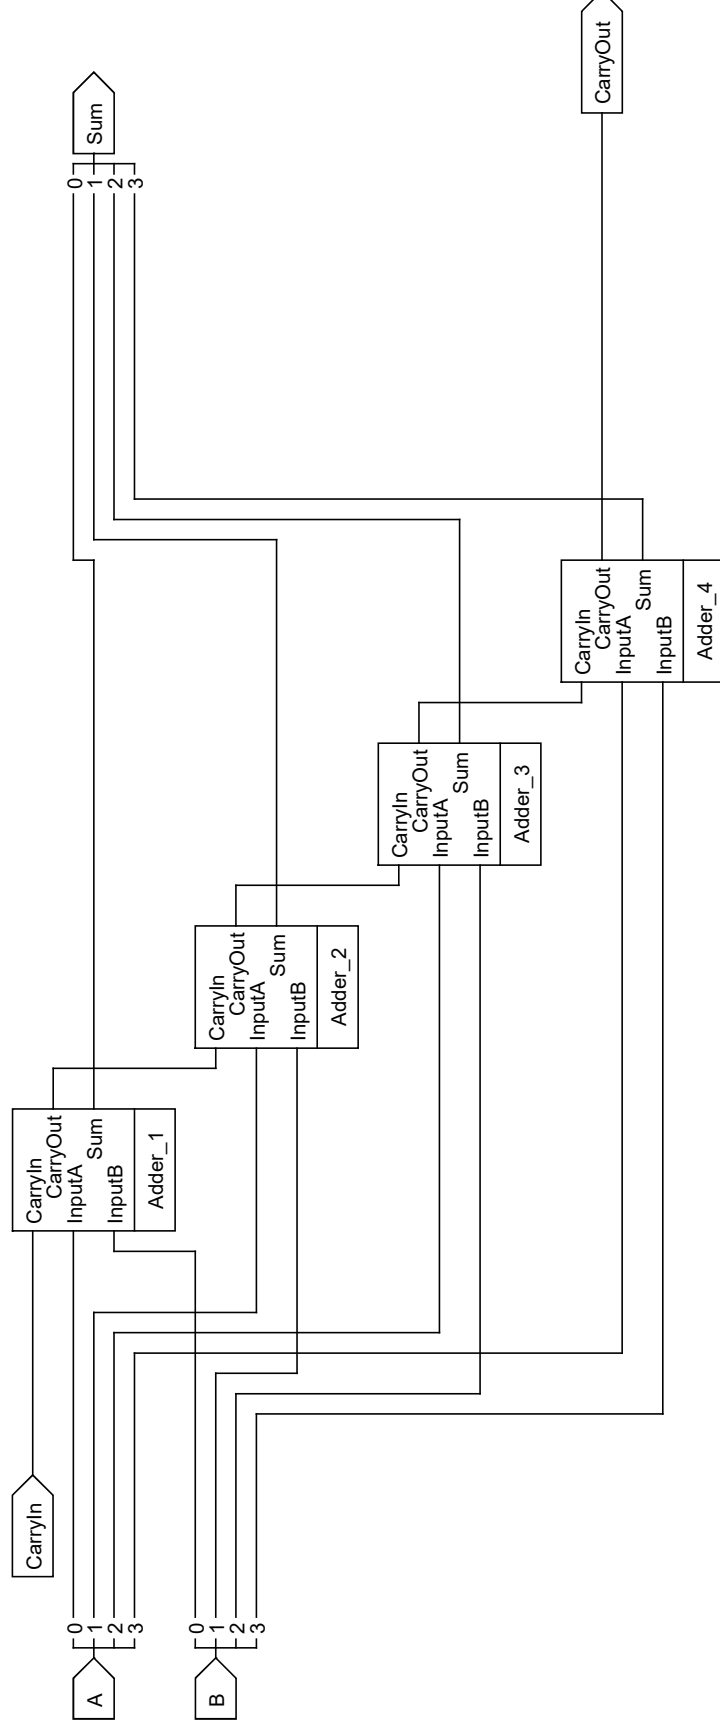 CarryIn
A
0
1
2
3
B
0
1
2
3
CarryIn
CarryOut
InputA
Sum
InputB
Adder_1
CarryIn
CarryOut
InputA
Sum
InputB
Adder_2
CarryIn
CarryOut
InputA
Sum
InputB
Adder_3
CarryIn
CarryOut
InputA
Sum
InputB
Adder_4
0
1
2
3
Sum
CarryOut